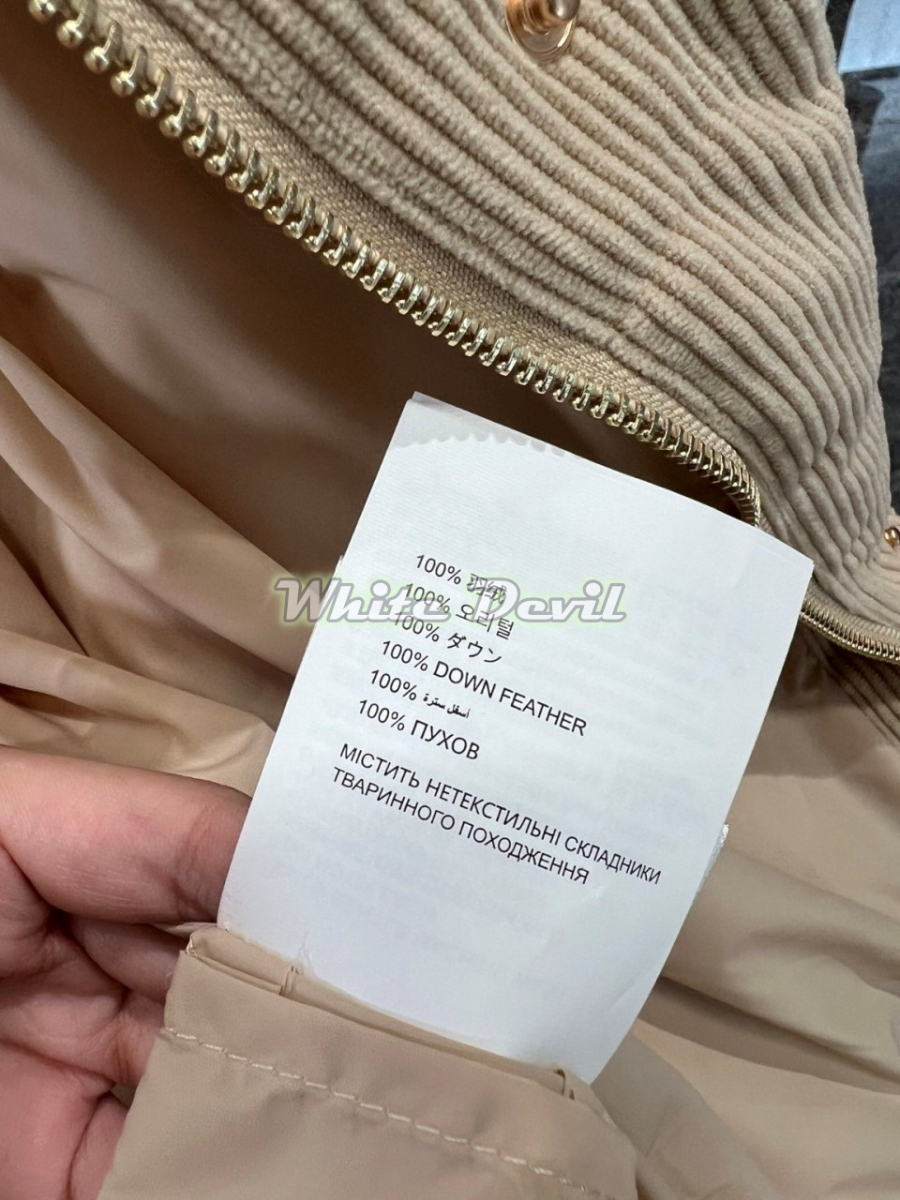 100% 羽绒
100% 오리털
100% ダウン
100% DOWN FEATHER
100% أسفل سترة
100% ПУХОВ
МІСТИТЬ НЕТЕКСТИЛЬНІ СКЛАДНИКИ
ТВАРИННОГО ПОХОДЖЕННЯ
White Devil